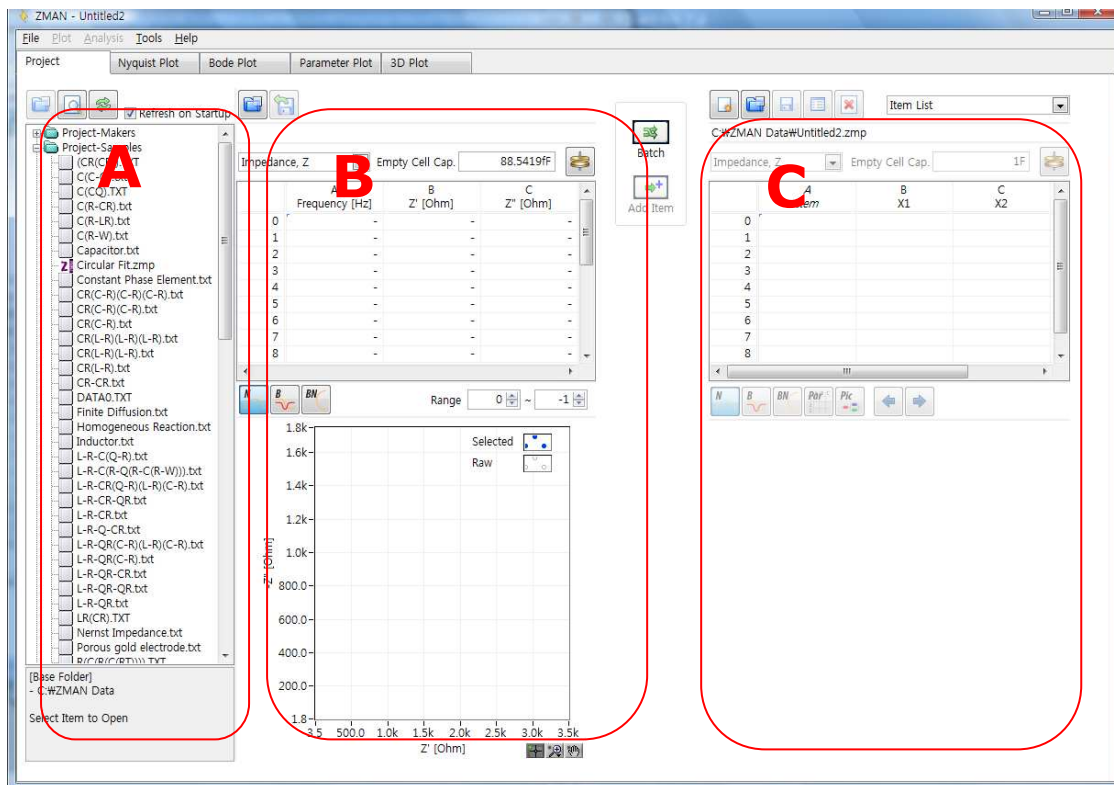 ZMAN - Untitled2
File Plot Analysis Tools Help
Project Nyquist Plot Bode Plot Parameter Plot 3D Plot
Refresh on Startup
Item List
Project-Makers
Project-Samples
C(CQ).TXT
C(R-CR).txt
C(R-LR).txt
C(R-W).txt
Capacitor.txt
Circular Fit.zmp
Constant Phase Element.txt
CR(C-R)(C-R)(C-R).txt
CR(C-R)(C-R).txt
CR(C-R).txt
CR(L-R)(L-R)(L-R).txt
CR(L-R)(L-R).txt
CR(L-R).txt
CR-CR.txt
DATA0.TXT
Finite Diffusion.txt
Homogeneous Reaction.txt
Inductor.txt
L-R-C(Q-R).txt
L-R-C(R-Q(R-C(R-W))).txt
L-R-CR(Q-R)(L-R)(C-R).txt
L-R-CR-QR.txt
L-R-CR.txt
L-R-Q-CR.txt
L-R-QR(C-R)(L-R)(C-R).txt
L-R-QR(C-R).txt
L-R-QR-CR.txt
L-R-QR-QR.txt
L-R-QR.txt
LR(CR).TXT
Nernst Impedance.txt
Porous gold electrode.txt
R(C(R(C(RT)))).TXT
[Base Folder]
- C:₩ZMAN Data
Select Item to Open
A
Impedance, Z Empty Cell Cap. 88.5419fF
B
A B C
Frequency [Hz] Z' [Ohm] Z'' [Ohm]
0 - - -
1 - - -
2 - - -
3 - - -
4 - - -
5 - - -
6 - - -
7 - - -
8 - - -
N B BN Range 0 ~ -1
Selected
Raw
1.8k
1.6k
1.4k
1.2k
1.0k
800.0
600.0
400.0
200.0
1.8
-Z'' [Ohm]
3.5 500.0 1.0k 1.5k 2.0k 2.5k 3.0k 3.5k
Z' [Ohm]
Batch
Add Item
C:₩ZMAN Data₩Untitled2.zmp
Impedance, Z Empty Cell Cap. 1F
C
A B C
X1 X2
0
1
2
3
4
5
6
7
8
N B BN Par Pic